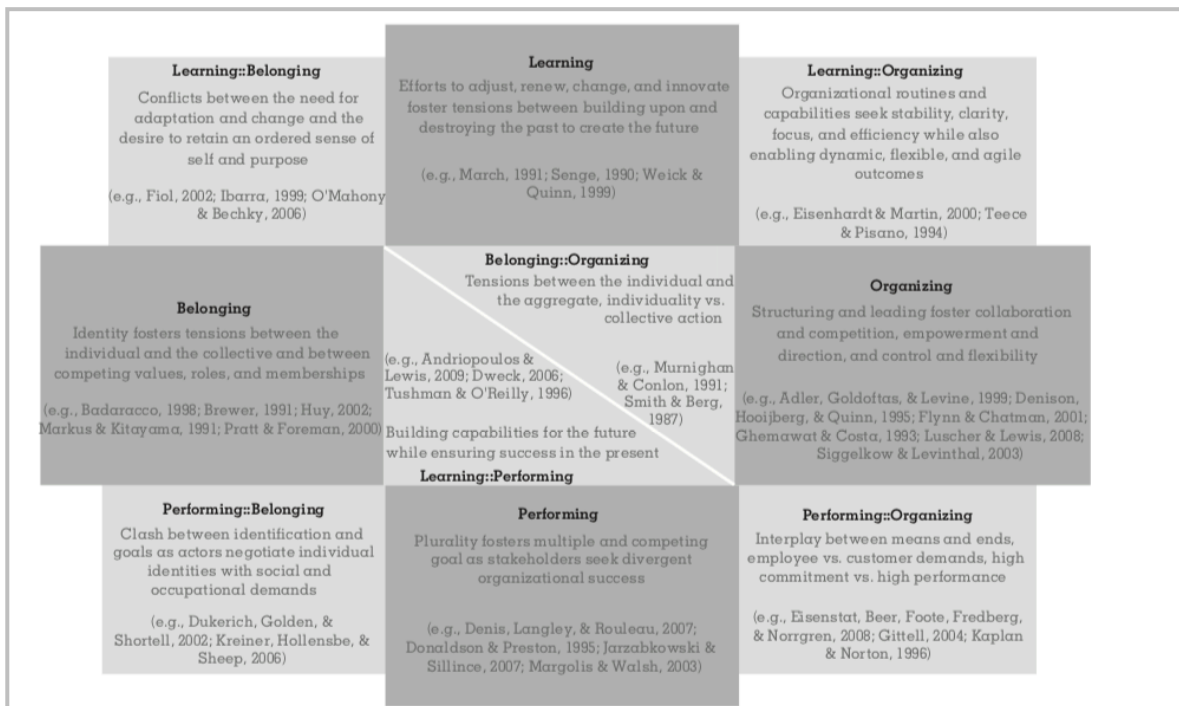 Learning::Belonging
Conflicts between the need for
adaptation and change and the
desire to retain an ordered sense of
self and purpose
(e.g., Fiol, 2002; Ibarra, 1999; O'Mahony
& Bechky, 2006)
Learning
Efforts to adjust, renew, change, and innovate
foster tensions between building upon and
destroying the past to create the future
(e.g., March, 1991; Senge, 1990; Weick &
Quinn, 1999)
Learning::Organizing
Organizational routines and
capabilities seek stability, clarity,
focus, and efficiency while also
enabling dynamic, flexible, and agile
outcomes
(e.g., Eisenhardt & Martin, 2000; Teece
& Pisano, 1994)
Belonging
Identity fosters tensions between the
individual and the collective and between
competing values, roles, and memberships
(e.g., Badaracco, 1998; Brewer, 1991; Huy, 2002;
Markus & Kitayama, 1991; Pratt & Foreman, 2000)
Belonging::Organizing
Tensions between the individual and
the aggregate, individuality vs.
collective action
(e.g., Murnighan
& Conlon, 1991;
Smith & Berg,
1987)
(e.g., Andriopoulos &
Lewis, 2009; Dweck, 2006;
Tushman & O'Reilly, 1996)
Building capabilities for the future
while ensuring success in the present
Learning::Performing
Organizing
Structuring and leading foster collaboration
and competition, empowerment and
direction, and control and flexibility
(e.g., Adler, Goldoftas, & Levine, 1999; Denison,
Hooijberg, & Quinn, 1995; Flynn & Chatman, 2001;
Ghemawat & Costa, 1993; Luscher & Lewis, 2008;
Siggelkow & Levinthal, 2003)
Performing::Belonging
Clash between identification and
goals as actors negotiate individual
identities with social and
occupational demands
(e.g., Dukerich, Golden, &
Shortell, 2002; Kreiner, Hollensbe, &
Sheep, 2006)
Performing
Plurality fosters multiple and competing
goal as stakeholders seek divergent
organizational success
(e.g., Denis, Langley, & Rouleau, 2007;
Donaldson & Preston, 1995; Jarzabkowski &
Sillince, 2007; Margolis & Walsh, 2003)
Performing::Organizing
Interplay between means and ends,
employee vs. customer demands, high
commitment vs. high performance
(e.g., Eisenstat, Beer, Foote, Fredberg,
& Norrgren, 2008; Gittell, 2004; Kaplan
& Norton, 1996)